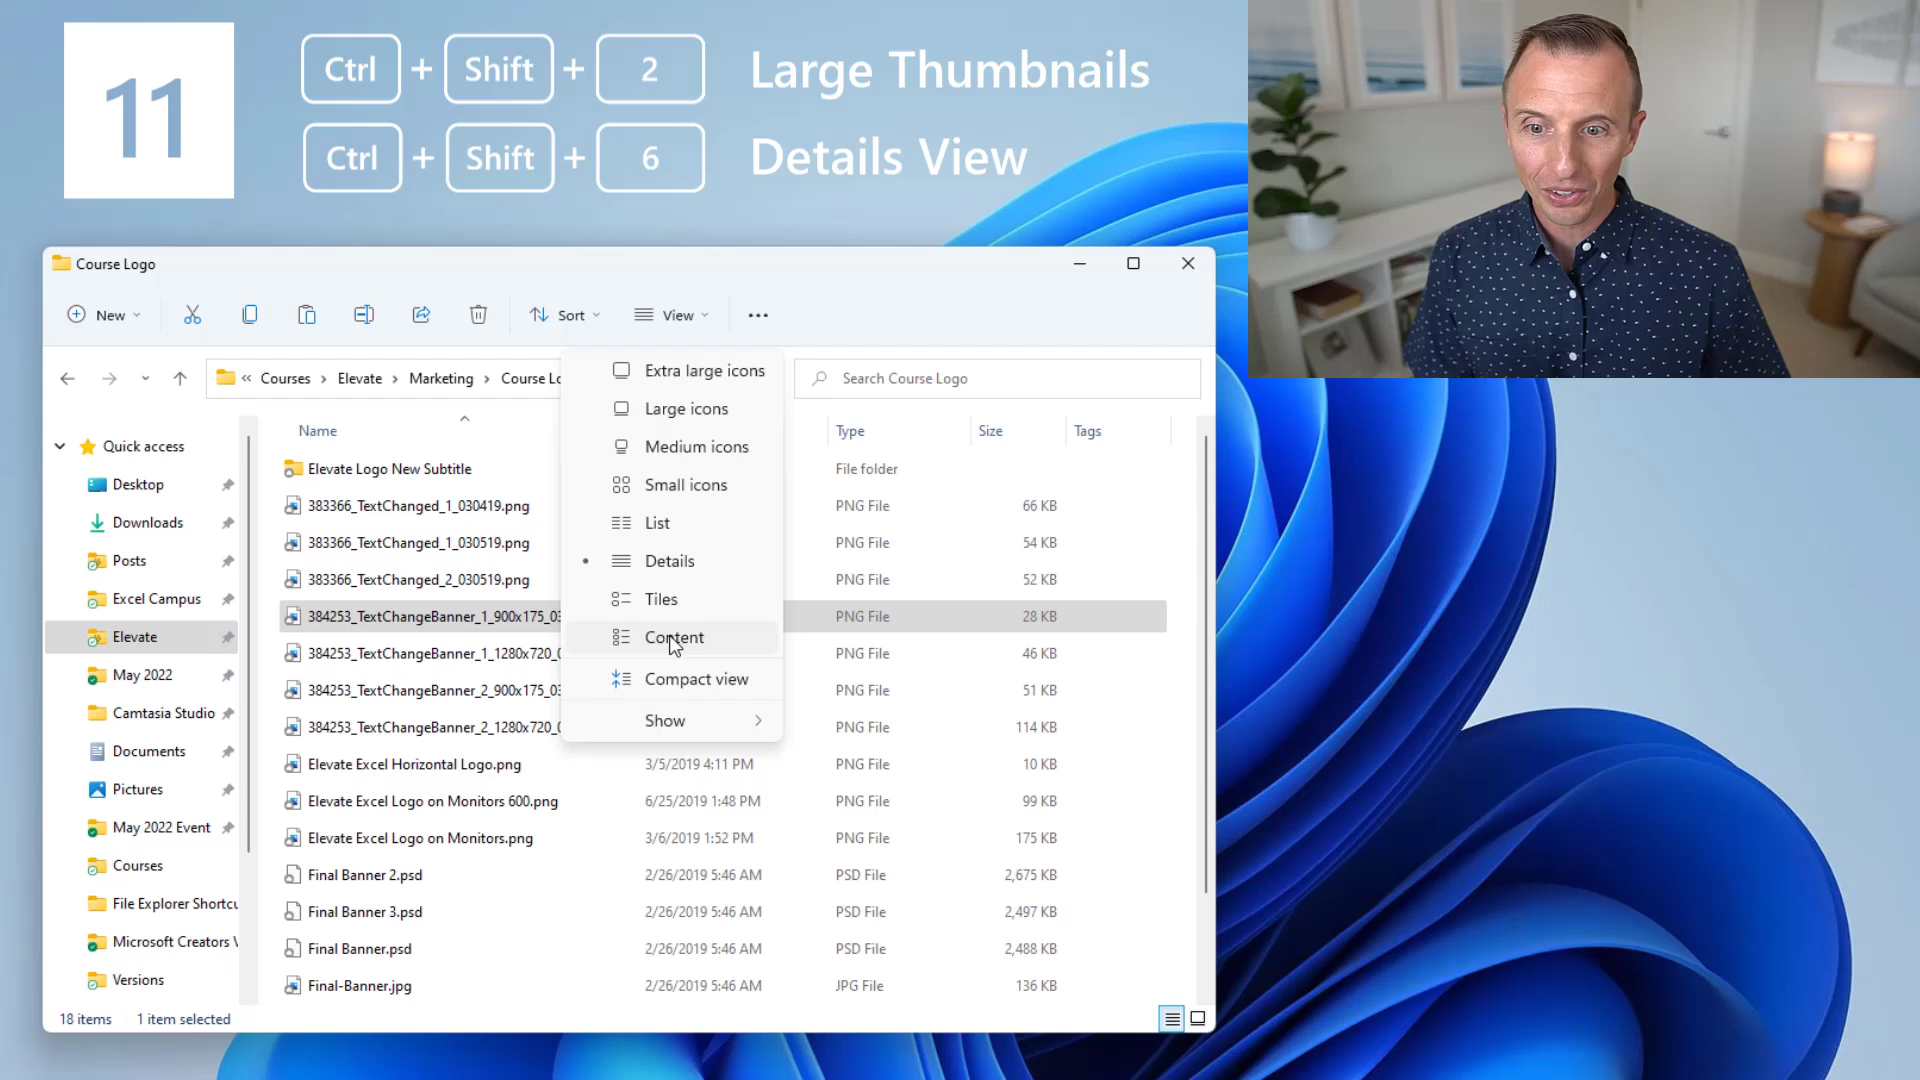 11
Ctrl + Shift + 2 Large Thumbnails
Ctrl + Shift + 6 Details View
Course Logo
New Sort View
« Courses › Elevate › Marketing › Course Lo
Search Course Logo
Extra large icons
Large icons
Medium icons
Small icons
List
Details
Tiles
Content
Compact view
Show
Quick access
Desktop
Downloads
Posts
Excel Campus
Elevate
May 2022
Camtasia Studio
Documents
Pictures
May 2022 Event
Courses
File Explorer Shortcu
Microsoft Creators
Versions
Name Type Size Tags
Elevate Logo New Subtitle File folder
383366_TextChanged_1_030419.png PNG File 66 KB
383366_TextChanged_1_030519.png PNG File 54 KB
383366_TextChanged_2_030519.png PNG File 52 KB
384253_TextChangeBanner_1_900x175_03 PNG File 28 KB
384253_TextChangeBanner_1_1280x720_0 PNG File 46 KB
384253_TextChangeBanner_2_900x175_03 PNG File 51 KB
384253_TextChangeBanner_2_1280x720_0 PNG File 114 KB
Elevate Excel Horizontal Logo.png 3/5/2019 4:11 PM PNG File 10 KB
Elevate Excel Logo on Monitors 600.png 6/25/2019 1:48 PM PNG File 99 KB
Elevate Excel Logo on Monitors.png 3/6/2019 1:52 PM PNG File 175 KB
Final Banner 2.psd 2/26/2019 5:46 AM PSD File 2,675 KB
Final Banner 3.psd 2/26/2019 5:46 AM PSD File 2,497 KB
Final Banner.psd 2/26/2019 5:46 AM PSD File 2,488 KB
Final-Banner.jpg 2/26/2019 5:46 AM JPG File 136 KB
18 items 1 item selected